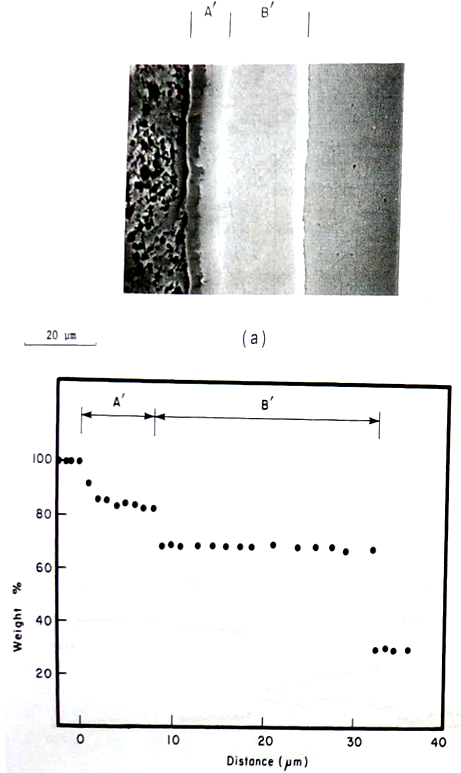 A′ B′
20 μm
(a)
A′ B′
100
80
60
40
20
Weight %
0 10 20 30 40
Distance (μm)